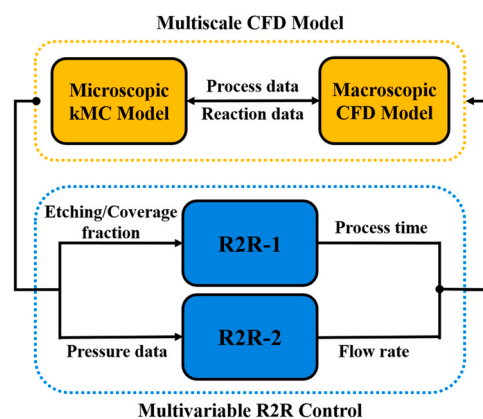 Multiscale CFD Model
Microscopic
kMC Model
Process data
Reaction data
Macroscopic
CFD Model
Etching/Coverage
fraction
R2R-1
Process time
Pressure data
R2R-2
Flow rate
Multivariable R2R Control